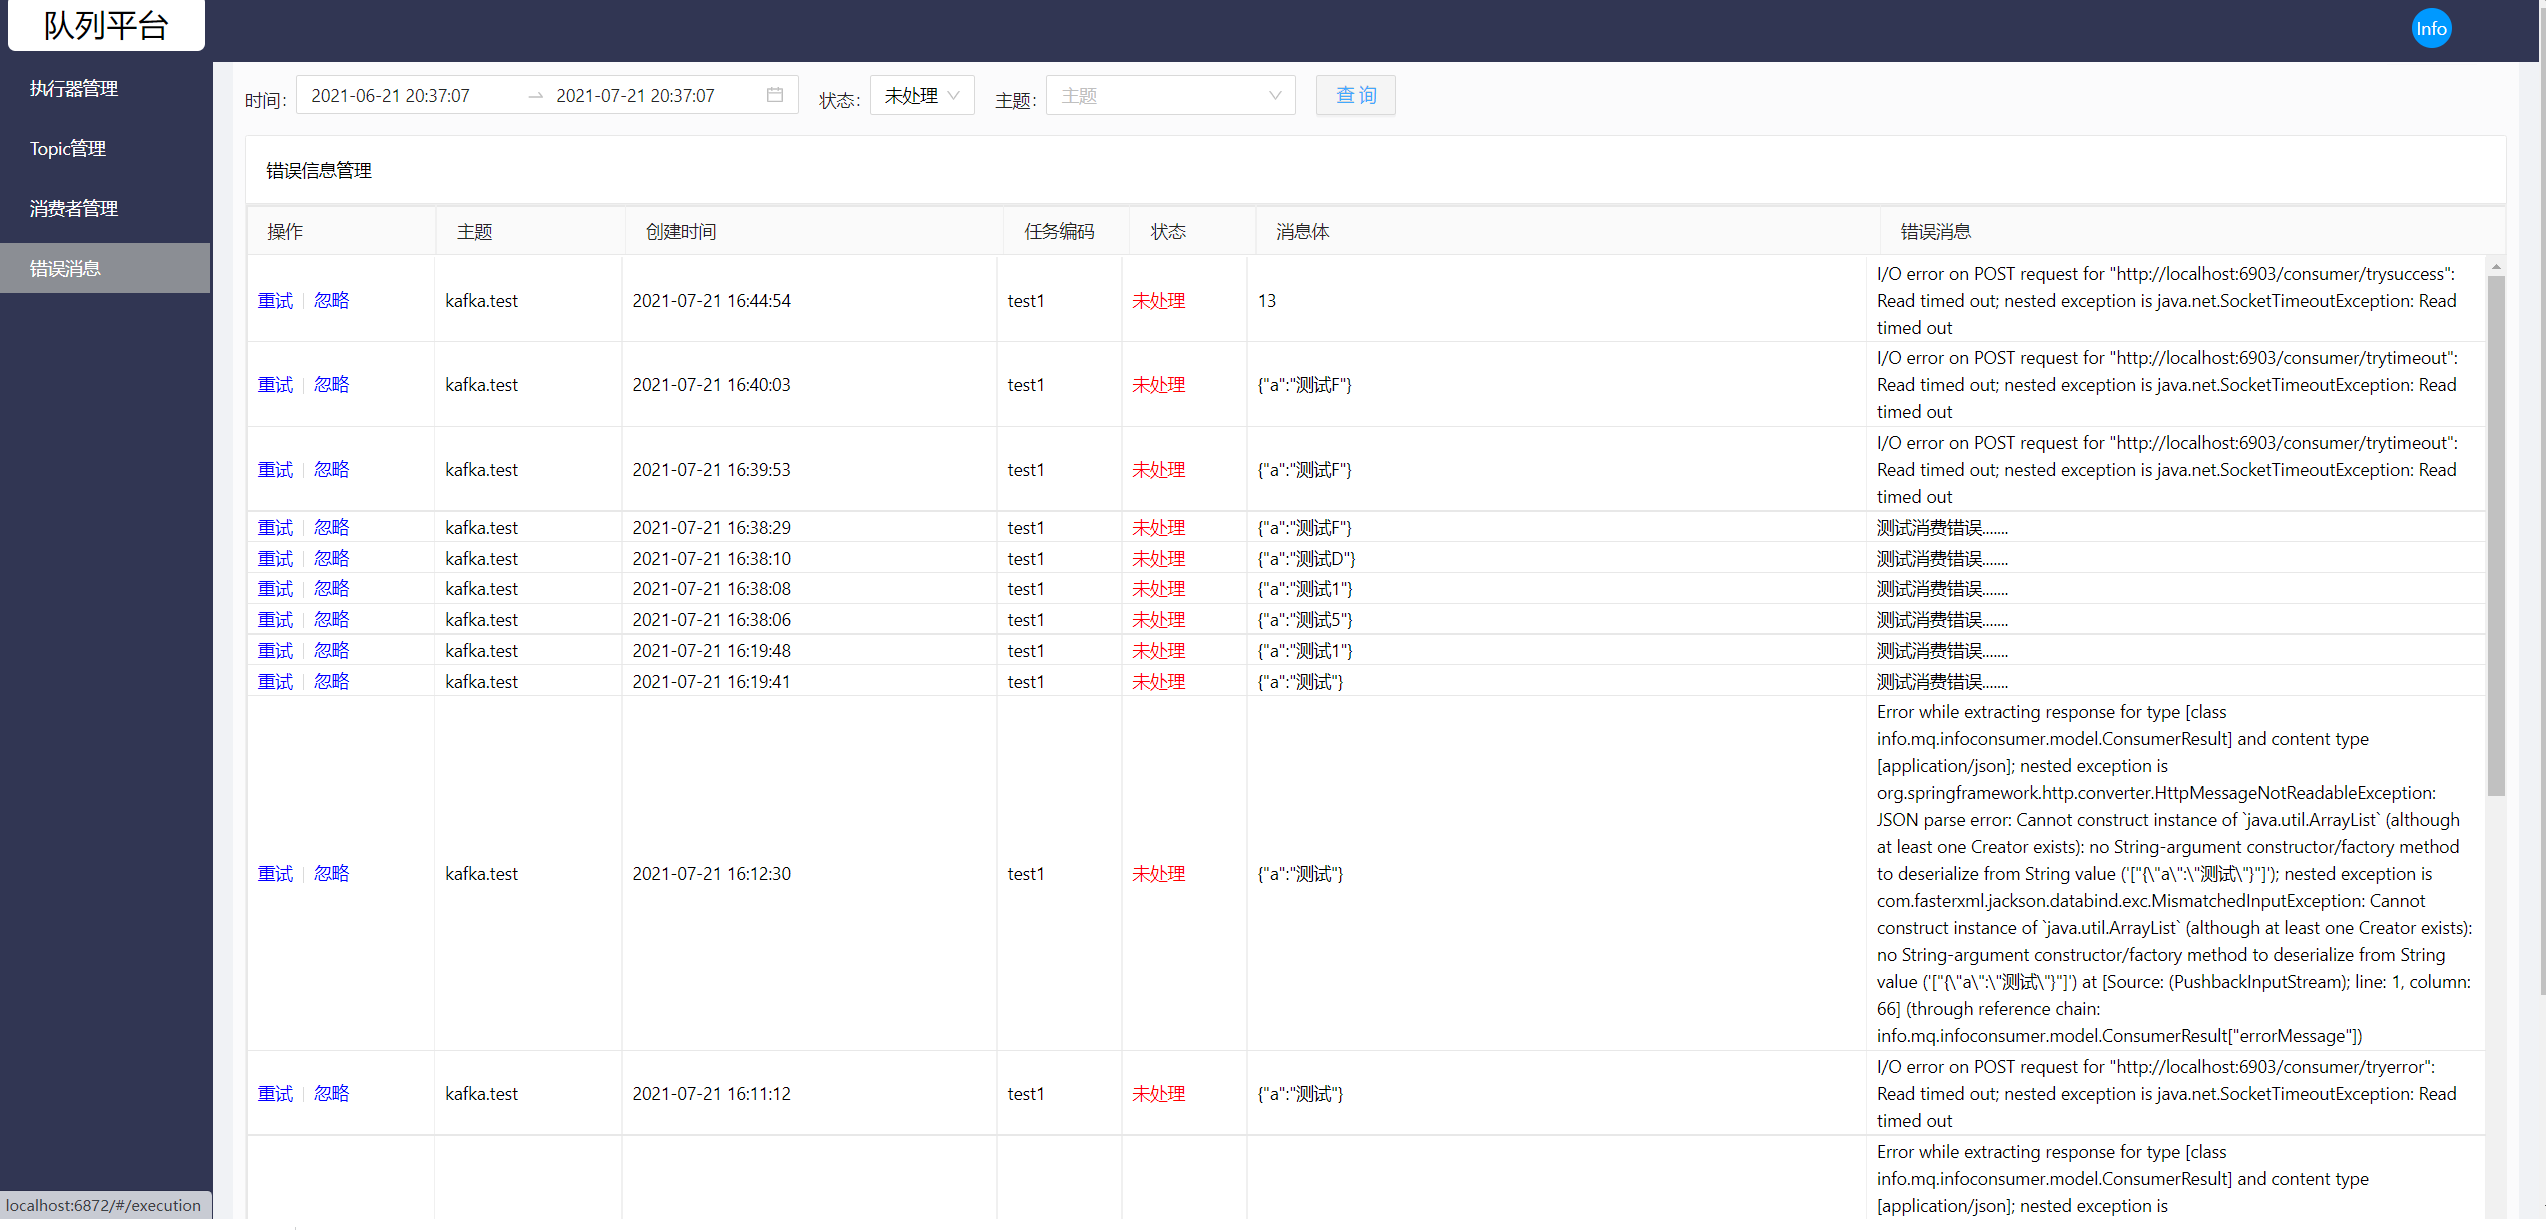 队列平台
Info
执行器管理
Topic管理
消费者管理
错误消息
时间: 2021-06-21 20:37:07 → 2021-07-21 20:37:07 状态: 未处理 主题: 主题 查 询
错误信息管理
操作 主题 创建时间 任务编码 状态 消息体 错误消息
重试 忽略 kafka.test 2021-07-21 16:44:54 test1 未处理 13
I/O error on POST request for "http://localhost:6903/consumer/trysuccess":
Read timed out; nested exception is java.net.SocketTimeoutException: Read
timed out
重试 忽略 kafka.test 2021-07-21 16:40:03 test1 未处理 {"a":"测试F"}
I/O error on POST request for "http://localhost:6903/consumer/trytimeout":
Read timed out; nested exception is java.net.SocketTimeoutException: Read
timed out
重试 忽略 kafka.test 2021-07-21 16:39:53 test1 未处理 {"a":"测试F"}
I/O error on POST request for "http://localhost:6903/consumer/trytimeout":
Read timed out; nested exception is java.net.SocketTimeoutException: Read
timed out
重试 忽略 kafka.test 2021-07-21 16:38:29 test1 未处理 {"a":"测试F"} 测试消费错误.......
重试 忽略 kafka.test 2021-07-21 16:38:10 test1 未处理 {"a":"测试D"} 测试消费错误.......
重试 忽略 kafka.test 2021-07-21 16:38:08 test1 未处理 {"a":"测试1"} 测试消费错误.......
重试 忽略 kafka.test 2021-07-21 16:38:06 test1 未处理 {"a":"测试5"} 测试消费错误.......
重试 忽略 kafka.test 2021-07-21 16:19:48 test1 未处理 {"a":"测试1"} 测试消费错误.......
重试 忽略 kafka.test 2021-07-21 16:19:41 test1 未处理 {"a":"测试"} 测试消费错误.......
重试 忽略 kafka.test 2021-07-21 16:12:30 test1 未处理 {"a":"测试"}
Error while extracting response for type [class
info.mq.infoconsumer.model.ConsumerResult] and content type
[application/json]; nested exception is
org.springframework.http.converter.HttpMessageNotReadableException:
JSON parse error: Cannot construct instance of `java.util.ArrayList` (although
at least one Creator exists): no String-argument constructor/factory method
to deserialize from String value ('["{\"a\":\"测试\"}"]'); nested exception is
com.fasterxml.jackson.databind.exc.MismatchedInputException: Cannot
construct instance of `java.util.ArrayList` (although at least one Creator exists):
no String-argument constructor/factory method to deserialize from String
value ('["{\"a\":\"测试\"}"]') at [Source: (PushbackInputStream); line: 1, column:
66] (through reference chain:
info.mq.infoconsumer.model.ConsumerResult["errorMessage"])
重试 忽略 kafka.test 2021-07-21 16:11:12 test1 未处理 {"a":"测试"}
I/O error on POST request for "http://localhost:6903/consumer/tryerror":
Read timed out; nested exception is java.net.SocketTimeoutException: Read
timed out
Error while extracting response for type [class
info.mq.infoconsumer.model.ConsumerResult] and content type
[application/json]; nested exception is
localhost:6872/#/execution